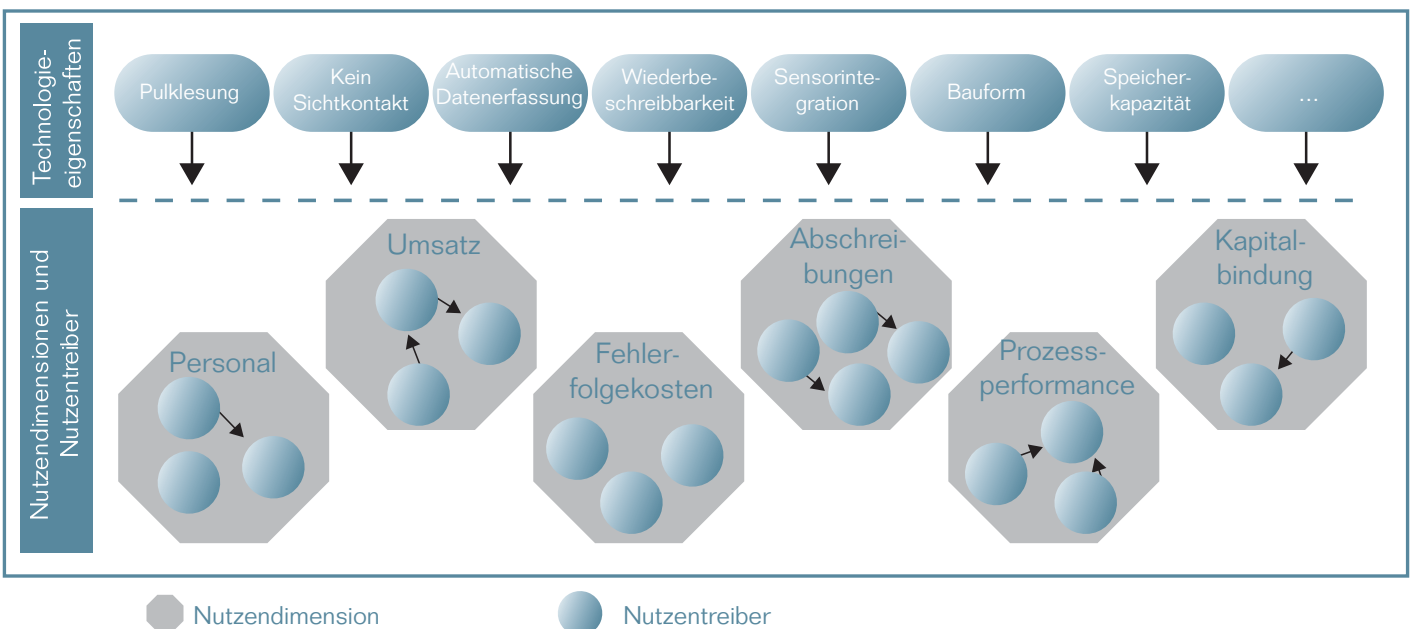 Technologie-
eigenschaften
Pulklesung
Kein
Sichtkontakt
Automatische
Datenerfassung
Wiederbe-
schreibbarkeit
Sensorinte-
gration
Bauform
Speicher-
kapazität
...
Nutzendimensionen und
Nutzentreiber
Personal
Umsatz
Fehler-
folgekosten
Abschrei-
bungen
Prozess-
performance
Kapital-
bindung
Nutzendimension
Nutzentreiber